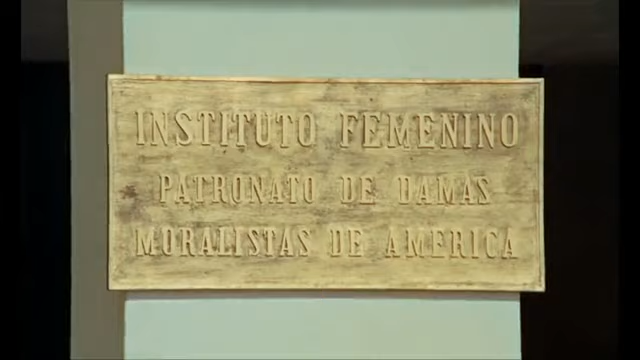 INSTITUTO FEMENINO
PATRONATO DE DAMAS
MORALISTAS DE AMERICA